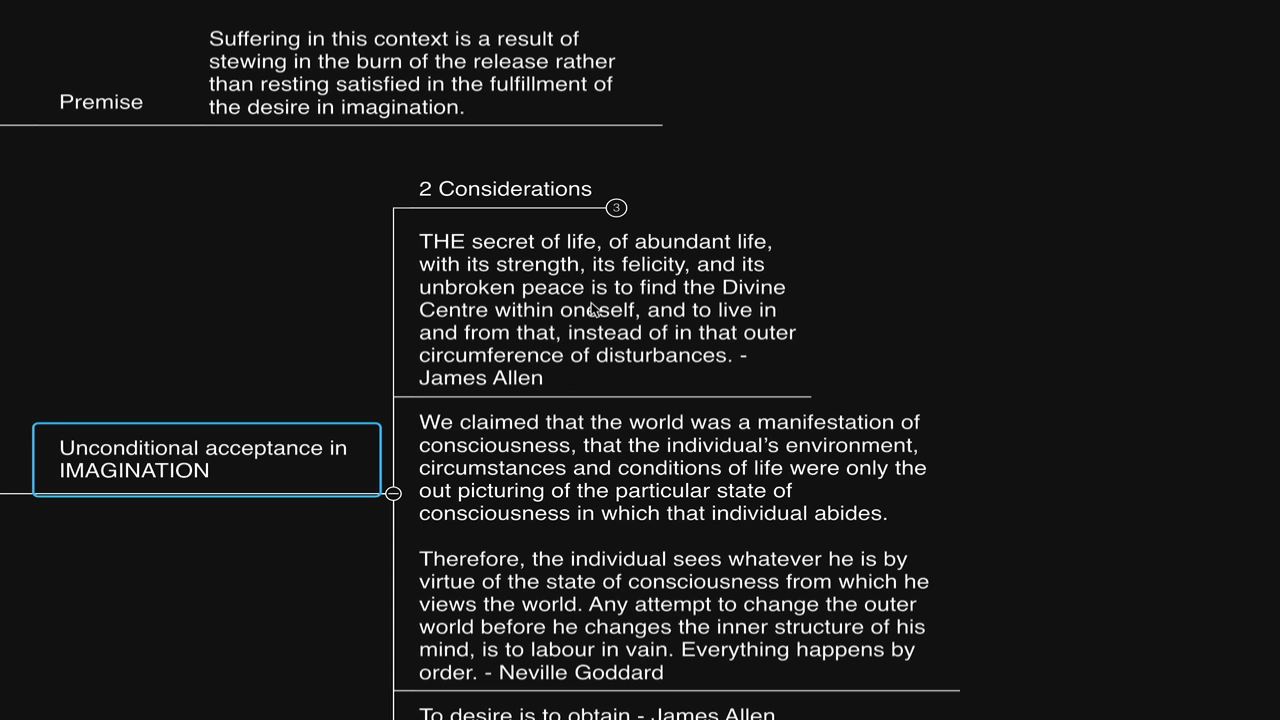 Suffering in this context is a result of
stewing in the burn of the release rather
than resting satisfied in the fulfillment of
the desire in imagination.
Premise
2 Considerations
3
THE secret of life, of abundant life,
with its strength, its felicity, and its
unbroken peace is to find the Divine
Centre within oneself, and to live in
and from that, instead of in that outer
circumference of disturbances. -
James Allen
Unconditional acceptance in
IMAGINATION
We claimed that the world was a manifestation of
consciousness, that the individual’s environment,
circumstances and conditions of life were only the
out picturing of the particular state of
consciousness in which that individual abides.
Therefore, the individual sees whatever he is by
virtue of the state of consciousness from which he
views the world. Any attempt to change the outer
world before he changes the inner structure of his
mind, is to labour in vain. Everything happens by
order. - Neville Goddard
To desire is to obtain - James Allen